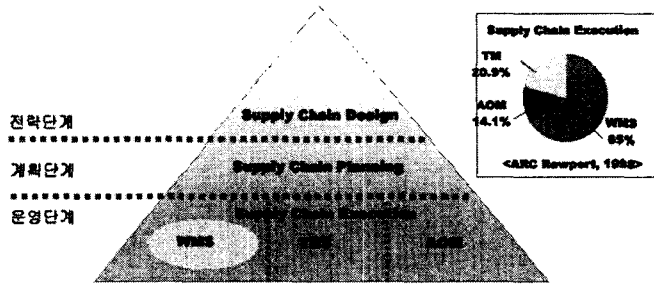 Supply Chain Execution
TM
20.9%
AOM
14.1%
WMS
65%
<ARC Rewport, 1998>
전략단계
Supply Chain Design
계획단계
Supply Chain Planning
운영단계
Supply Chain Execution
WMS
AOM